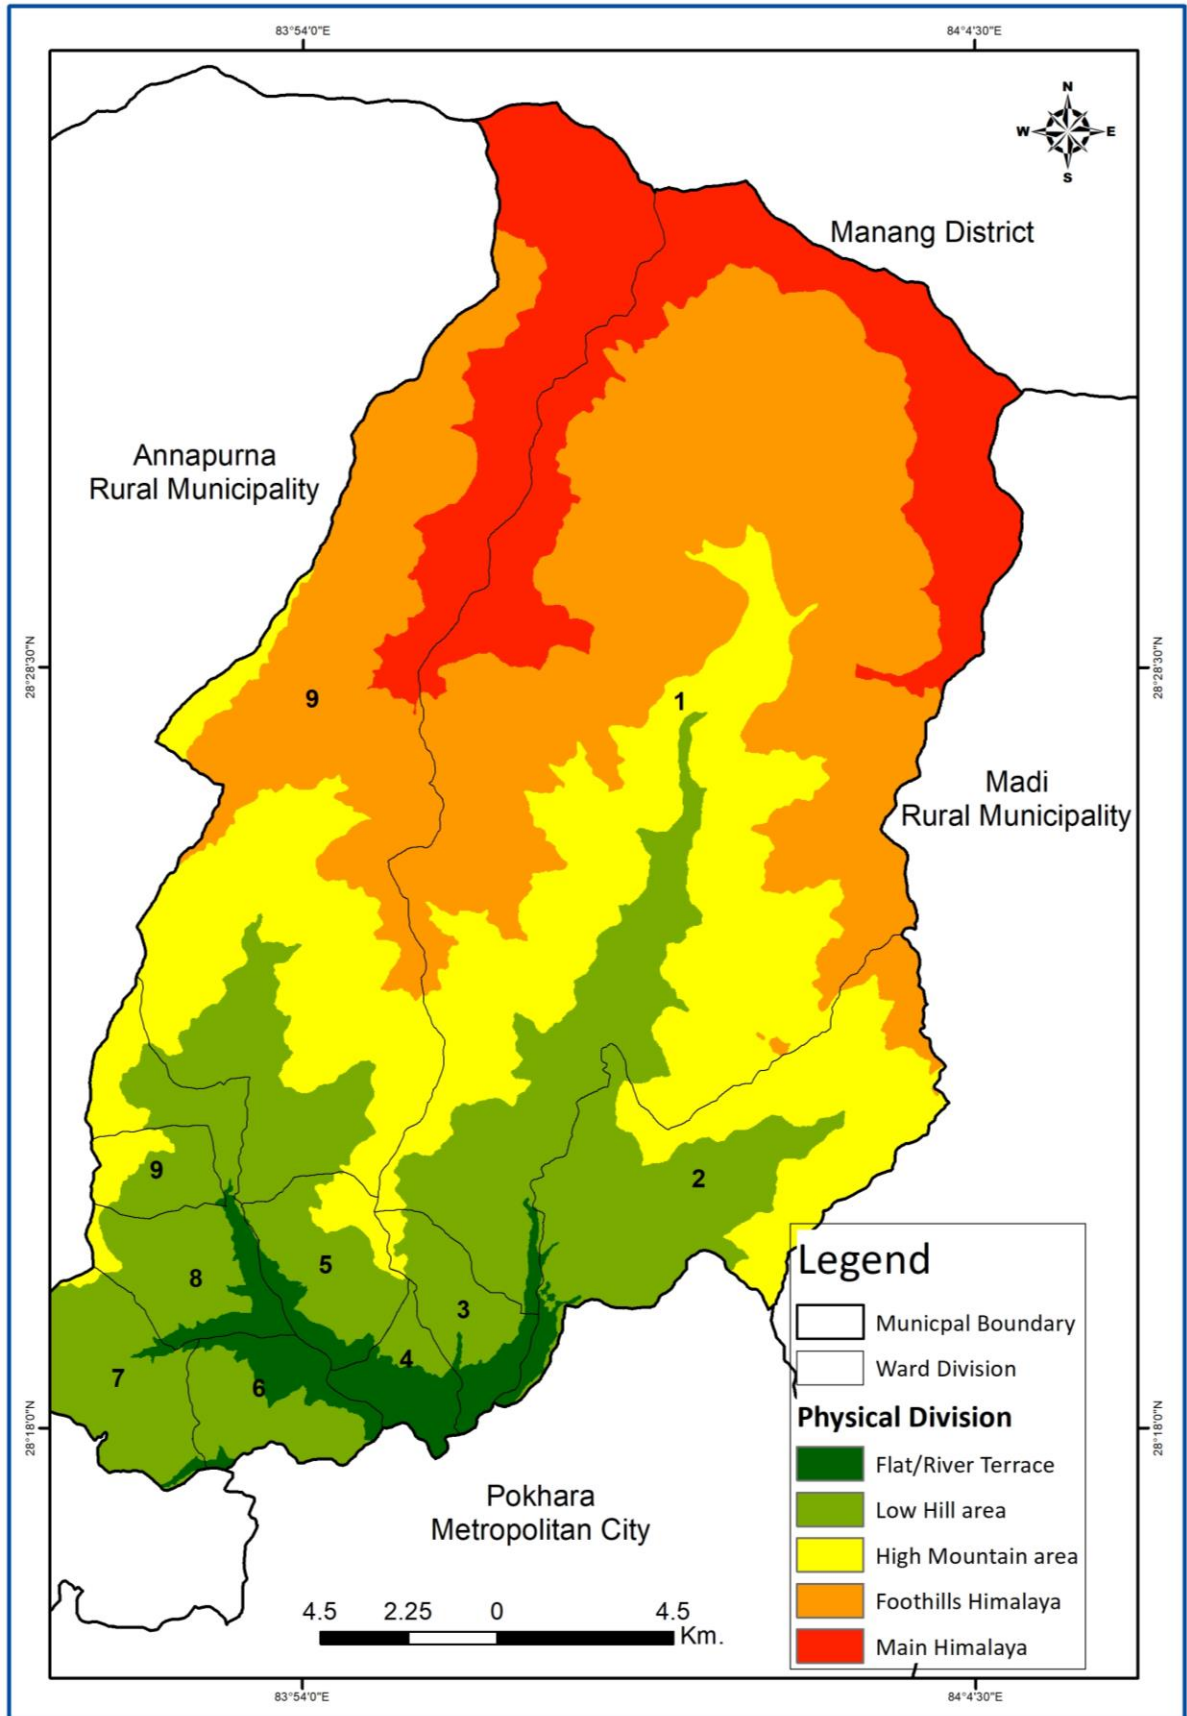 83°54'0"E
84°4'30"E
N
W
E
S
Manang District
Annapurna
Rural Municipality
28°28'30"N
28°28'30"N
9
1
Madi
Rural Municipality
9
2
8
5
3
7
6
4
28°18'0"N
28°18'0"N
Legend
Municpal Boundary
Ward Division
Physical Division
Flat/River Terrace
Low Hill area
High Mountain area
Foothills Himalaya
Main Himalaya
Pokhara
Metropolitan City
4.5 2.25 0 4.5
Km.
83°54'0"E
84°4'30"E